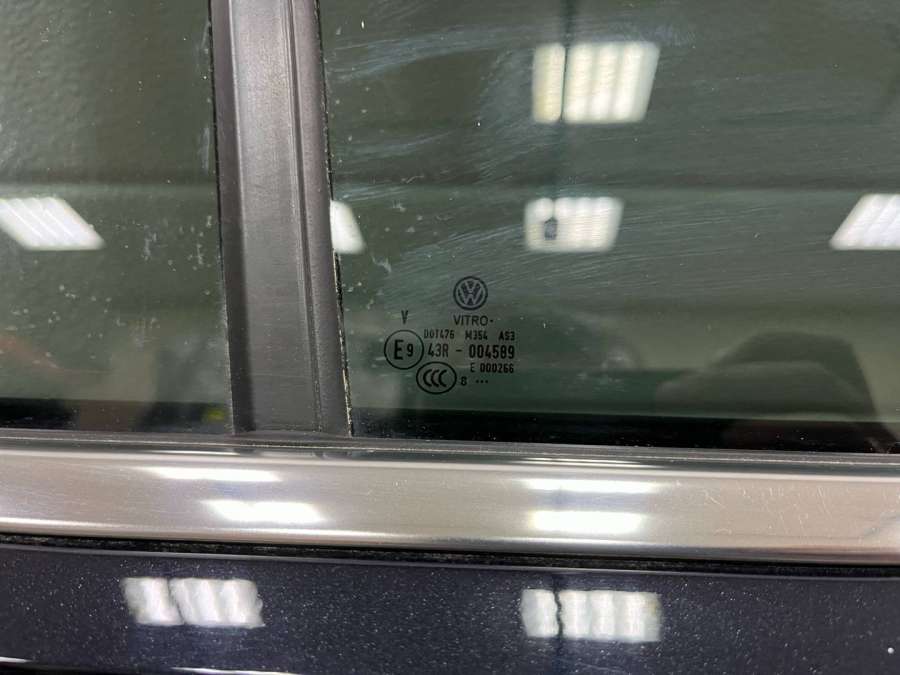 VITRO·
V
DOT476 M354 AS3
E9 43R - 004589
E 000266
CCC 8 ···